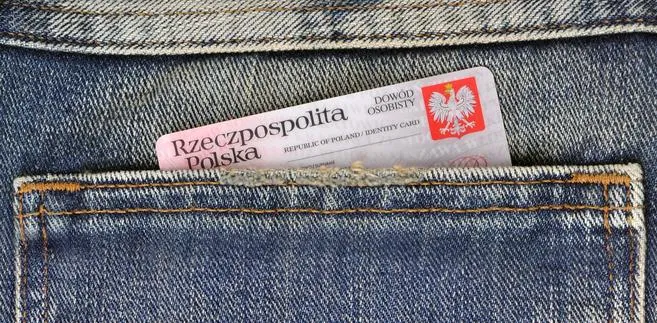 Rzeczpospolita
Polska
DOWÓD
OSOBISTY
REPUBLIC OF POLAND / IDENTITY CARD